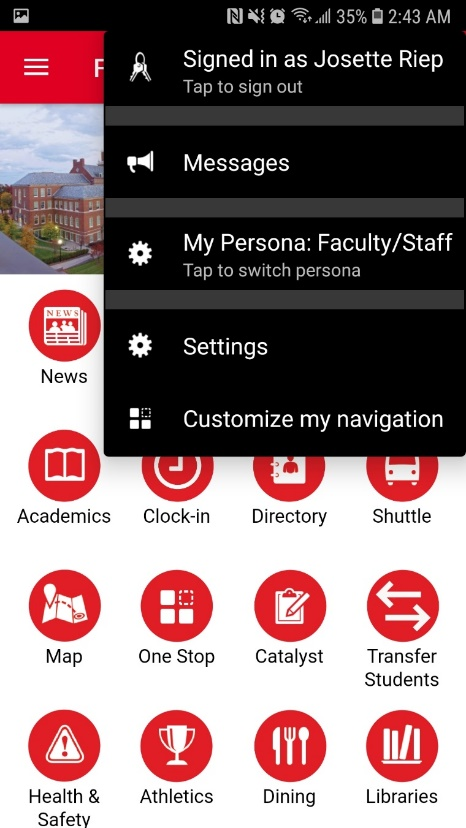 35% 2:43 AM
F
Signed in as Josette Riep
Tap to sign out
Messages
My Persona: Faculty/Staff
Tap to switch persona
Settings
Customize my navigation
NEWS
News
Academics
Clock-in
Directory
Shuttle
Map
One Stop
Catalyst
Transfer
Students
Health &
Safety
Athletics
Dining
Libraries